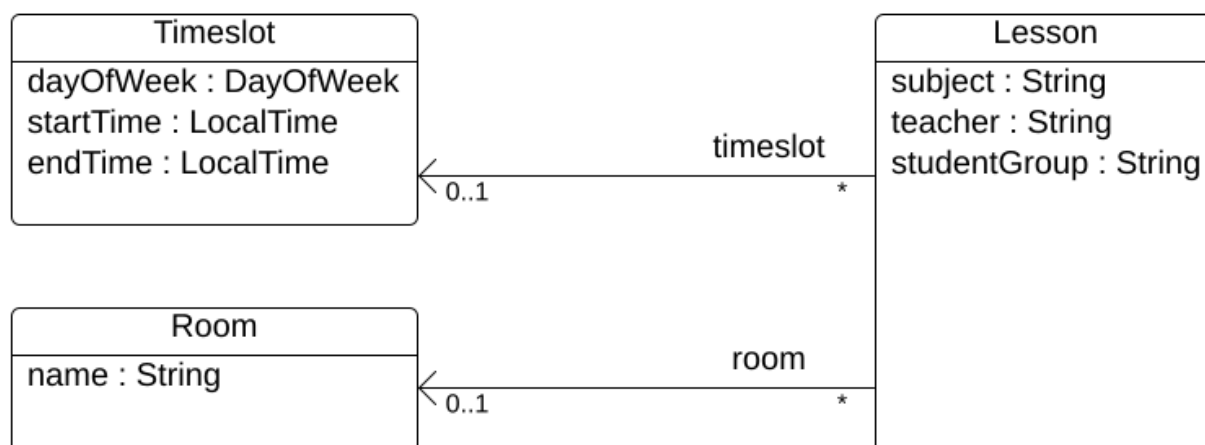 Timeslot
dayOfWeek : DayOfWeek
startTime : LocalTime
endTime : LocalTime
timeslot
0..1
*
Lesson
subject : String
teacher : String
studentGroup : String
Room
name : String
room
0..1
*